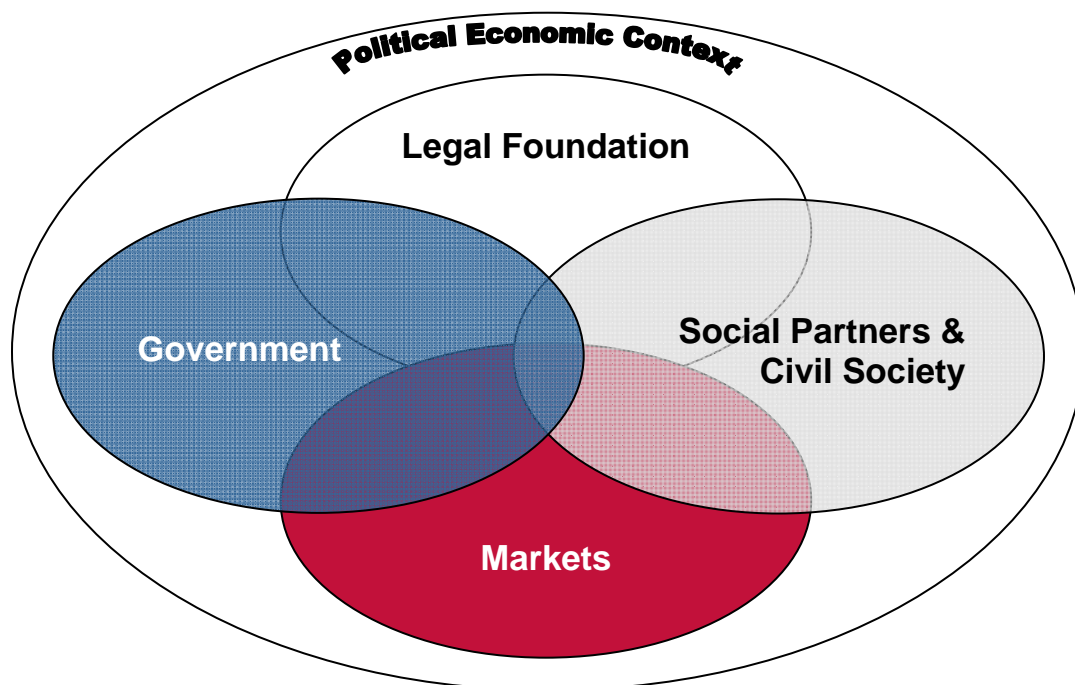 Political Economic Context
Legal Foundation
Government
Social Partners &
Civil Society
Markets